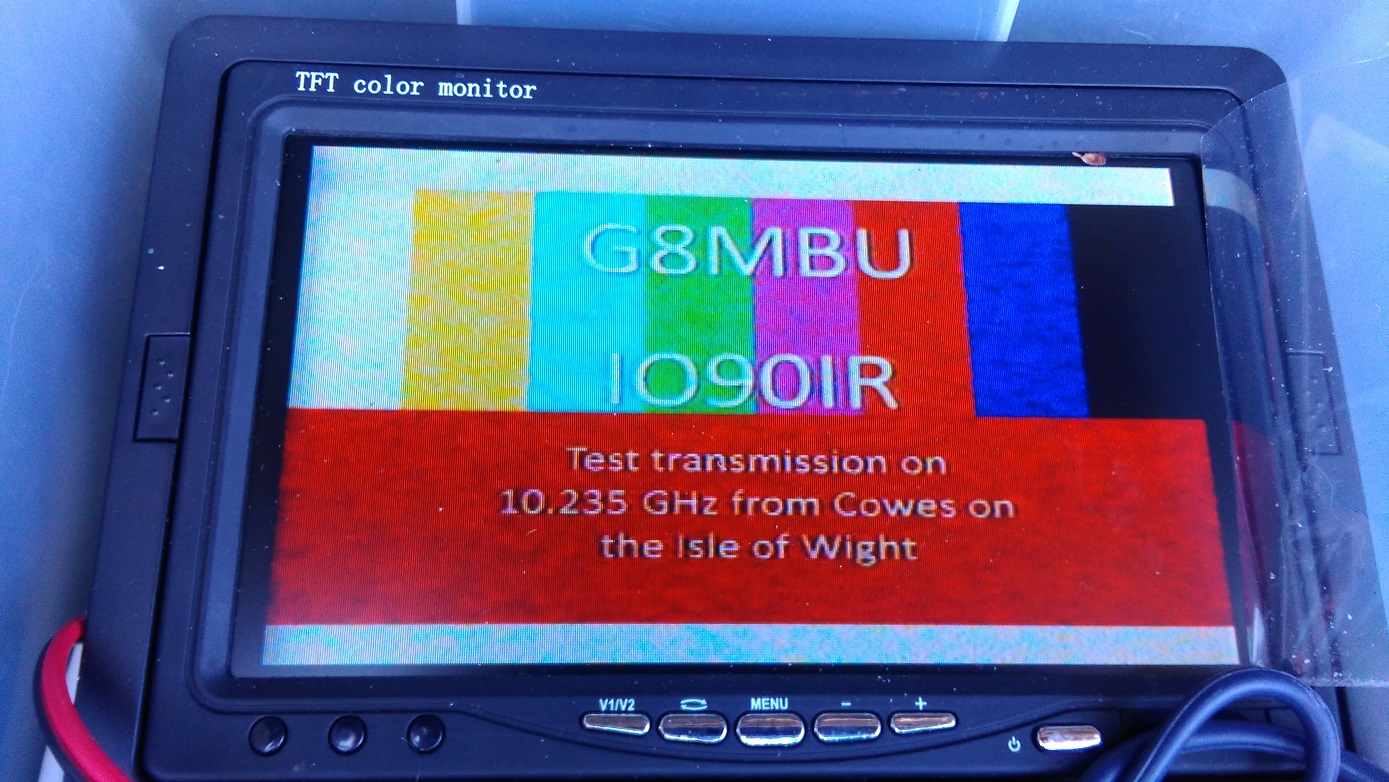 TFT color monitor
G8MBU
IO90IR
Test transmission on
10.235 GHz from Cowes on
the Isle of Wight
V1/V2 MENU - +